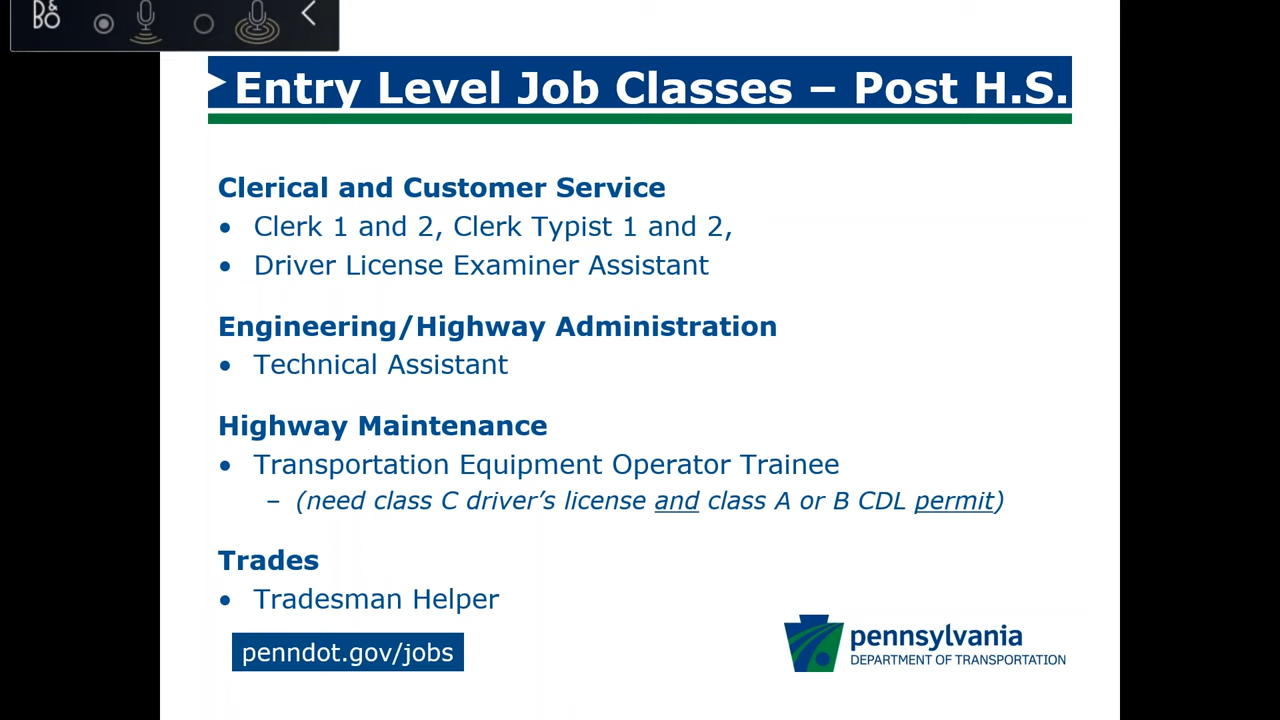 B&O
Entry Level Job Classes – Post H.S.
Clerical and Customer Service
• Clerk 1 and 2, Clerk Typist 1 and 2,
• Driver License Examiner Assistant
Engineering/Highway Administration
• Technical Assistant
Highway Maintenance
• Transportation Equipment Operator Trainee
– (need class C driver’s license and class A or B CDL permit)
Trades
• Tradesman Helper
penndot.gov/jobs
pennsylvania
DEPARTMENT OF TRANSPORTATION